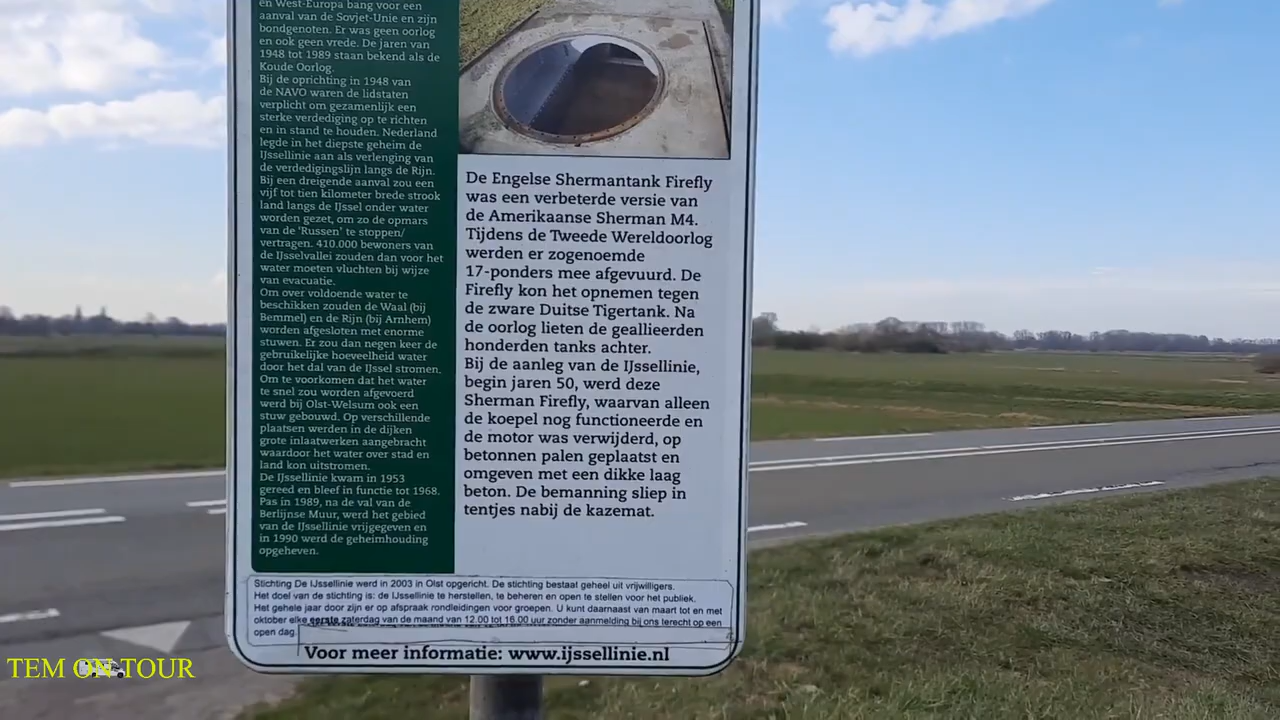 en West-Europa bang voor een
aanval van de Sovjet-Unie en zijn
bondgenoten. Er was geen oorlog
en ook geen vrede. De jaren van
1948 tot 1989 staan bekend als de
Koude Oorlog.
Bij de oprichting in 1948 van
de NAVO waren de lidstaten
verplicht om gezamenlijk een
sterke verdediging op te richten
en in stand te houden. Nederland
legde in het diepste geheim de
IJssellinie aan als verlenging van
de verdedigingslijn langs de Rijn.
Bij een dreigende aanval zou een
vijf tot tien kilometer brede strook
land langs de IJssel onder water
worden gezet, om zo de opmars
van de 'Russen' te stoppen/
vertragen. 410.000 bewoners van
de IJsselvallei zouden dan voor het
water moeten vluchten bij wijze
van evacuatie.
Om over voldoende water te
beschikken zouden de Waal (bij
Bemmel) en de Rijn (bij Arnhem)
worden afgesloten met enorme
stuwen. Er zou dan negen keer de
gebruikelijke hoeveelheid water
door het dal van de IJssel stromen.
Om te voorkomen dat het water
te snel zou worden afgevoerd
werd bij Olst-Welsum ook een
stuw gebouwd. Op verschillende
plaatsen werden in de dijken
grote inlaatwerken aangebracht
waardoor het water over stad en
land kon uitstromen.
De IJssellinie kwam in 1953
gereed en bleef in functie tot 1968.
Pas in 1989, na de val van de
Berlijnse Muur, werd het gebied
van de IJssellinie vrijgegeven en
in 1990 werd de geheimhouding
opgeheven.
De Engelse Shermantank Firefly
was een verbeterde versie van
de Amerikaanse Sherman M4.
Tijdens de Tweede Wereldoorlog
werden er zogenoemde
17-ponders mee afgevuurd. De
Firefly kon het opnemen tegen
de zware Duitse Tigertank. Na
de oorlog lieten de geallieerden
honderden tanks achter.
Bij de aanleg van de IJssellinie,
begin jaren 50, werd deze
Sherman Firefly, waarvan alleen
de koepel nog functioneerde en
de motor was verwijderd, op
betonnen palen geplaatst en
omgeven met een dikke laag
beton. De bemanning sliep in
tentjes nabij de kazemat.
Stichting De IJssellinie werd in 2003 in Olst opgericht. De stichting bestaat geheel uit vrijwilligers.
Het doel van de stichting is: de IJssellinie te herstellen, te beheren en open te stellen voor het publiek.
Het gehele jaar door zijn er op afspraak rondleidingen voor groepen. U kunt daarnaast van maart tot en met
oktober elke eerste zaterdag van de maand van 12.00 tot 16.00 uur zonder aanmelding bij ons terecht op een
open dag.
Voor meer informatie: www.ijssellinie.nl
TEM ON TOUR